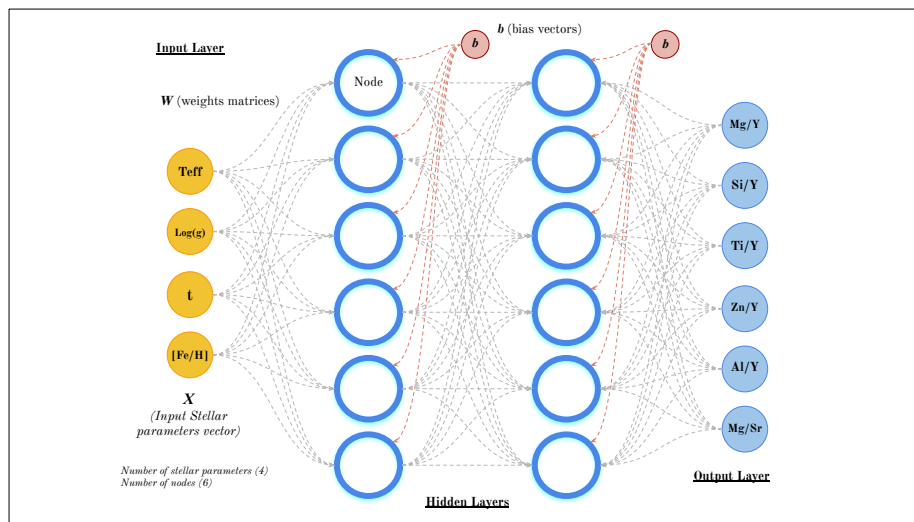 Input Layer
b (bias vectors)
b
b
Node
W (weights matrices)
Teff
Log(g)
t
[Fe/H]
X
(Input Stellar
parameters vector)
Number of stellar parameters (4)
Number of nodes (6)
Hidden Layers
Mg/Y
Si/Y
Ti/Y
Zn/Y
Al/Y
Mg/Sr
Output Layer